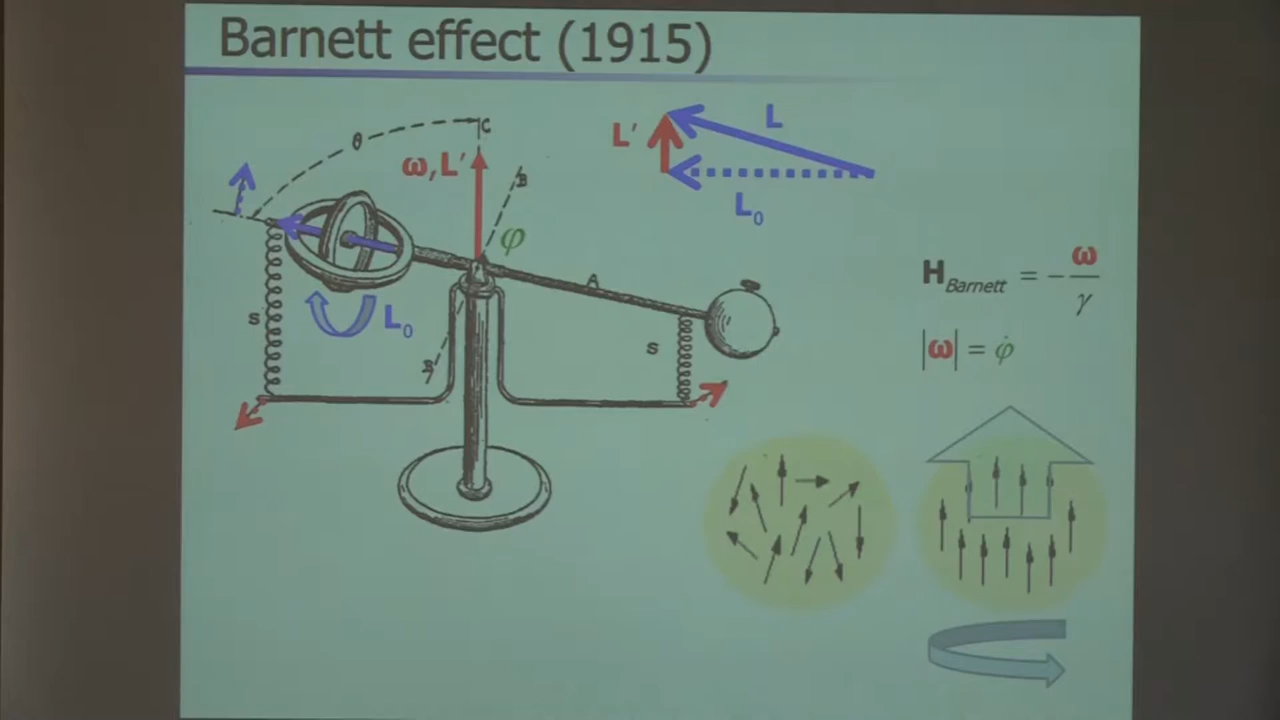 Barnett effect (1915)
θ
C
ω, L′
B
φ
L′
L
L₀
A
S
L₀
S
B
H_Barnett = − ω/γ
|ω| = φ̇